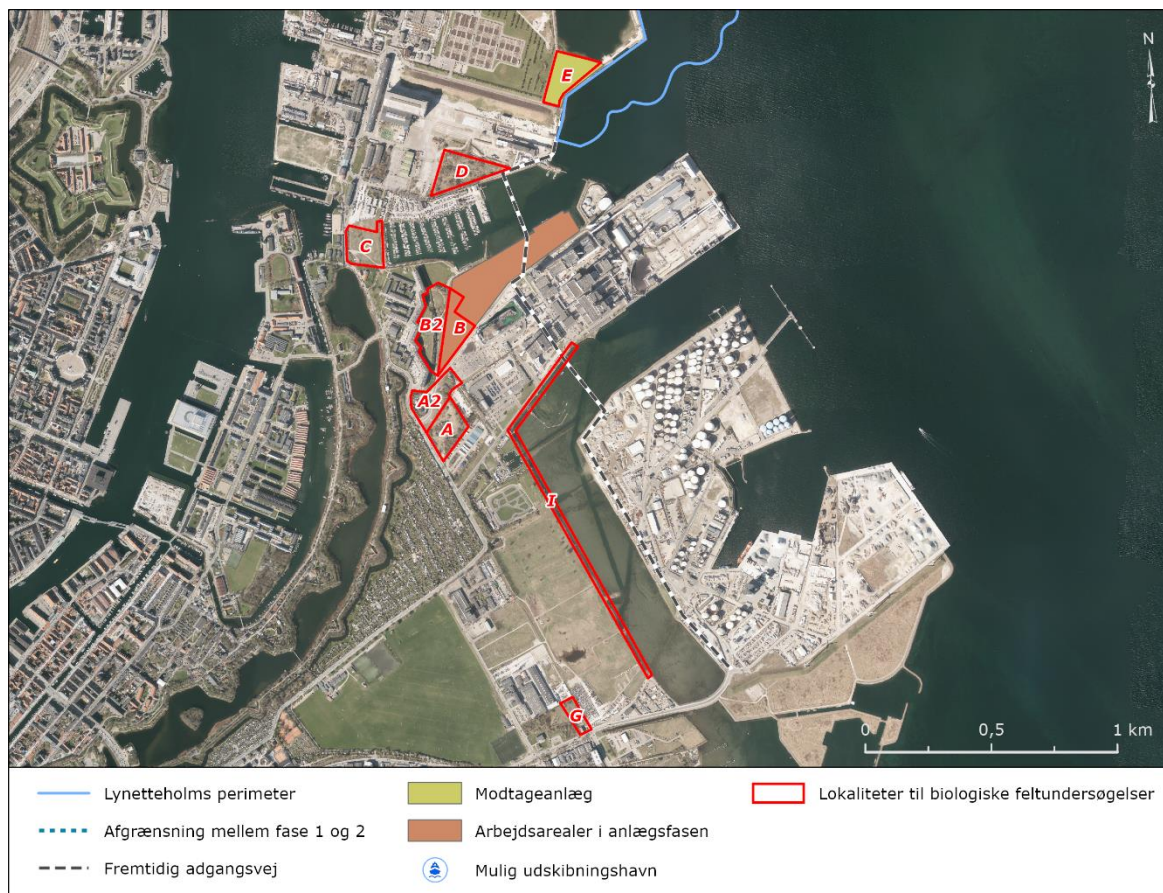 N
E
D
C
B2
B
A2
A
I
G
0 0,5 1 km
Lynetteholms perimeter
Modtageanlæg
Lokaliteter til biologiske feltundersøgelser
Afgrænsning mellem fase 1 og 2
Arbejdsarealer i anlægsfasen
Fremtidig adgangsvej
Mulig udskibningshavn